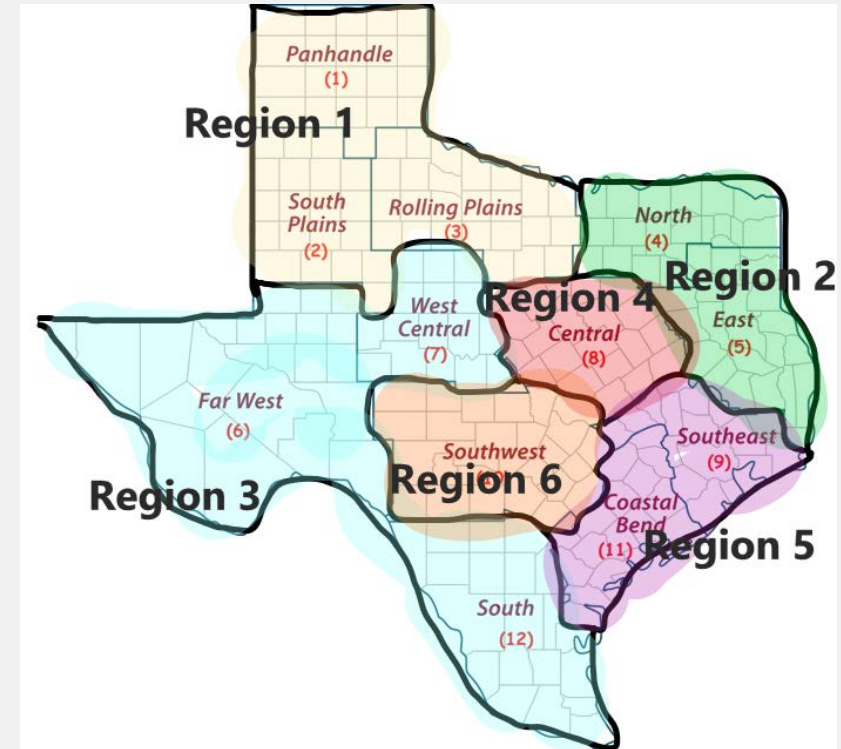 Panhandle
(1)
Region 1
South
Plains
(2)
Rolling Plains
(3)
North
(4)
Region 2
East
(5)
Region 4
Central
(8)
West
Central
(7)
Far West
(6)
Region 3
Southwest
Region 6
Southeast
(9)
Coastal
Bend
(11)
Region 5
South
(12)